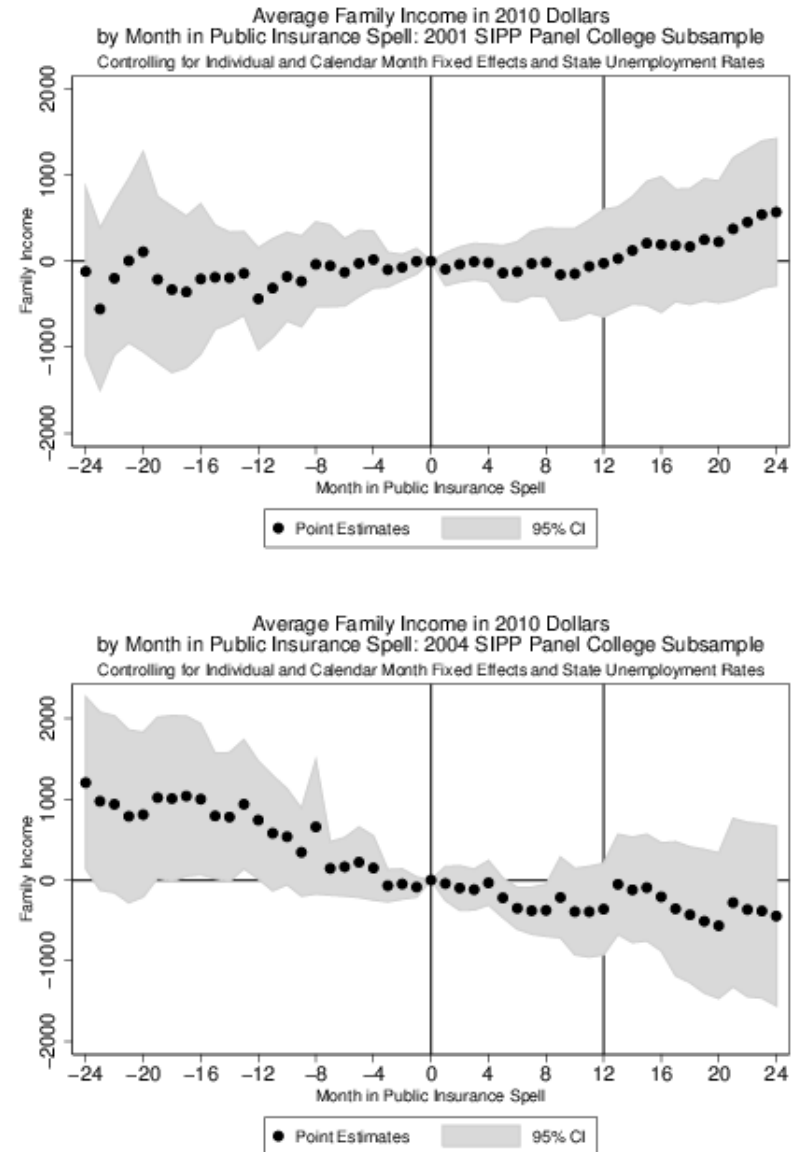 Average Family Income in 2010 Dollars
by Month in Public Insurance Spell: 2001 SIPP Panel College Subsample
Controlling for Individual and Calendar Month Fixed Effects and State Unemployment Rates
Family Income
2000
1000
0
−1000
−2000
−24 −20 −16 −12 −8 −4 0 4 8 12 16 20 24
Month in Public Insurance Spell
Point Estimates 95% CI
Average Family Income in 2010 Dollars
by Month in Public Insurance Spell: 2004 SIPP Panel College Subsample
Controlling for Individual and Calendar Month Fixed Effects and State Unemployment Rates
Family Income
2000
1000
0
−1000
−2000
−24 −20 −16 −12 −8 −4 0 4 8 12 16 20 24
Month in Public Insurance Spell
Point Estimates 95% CI